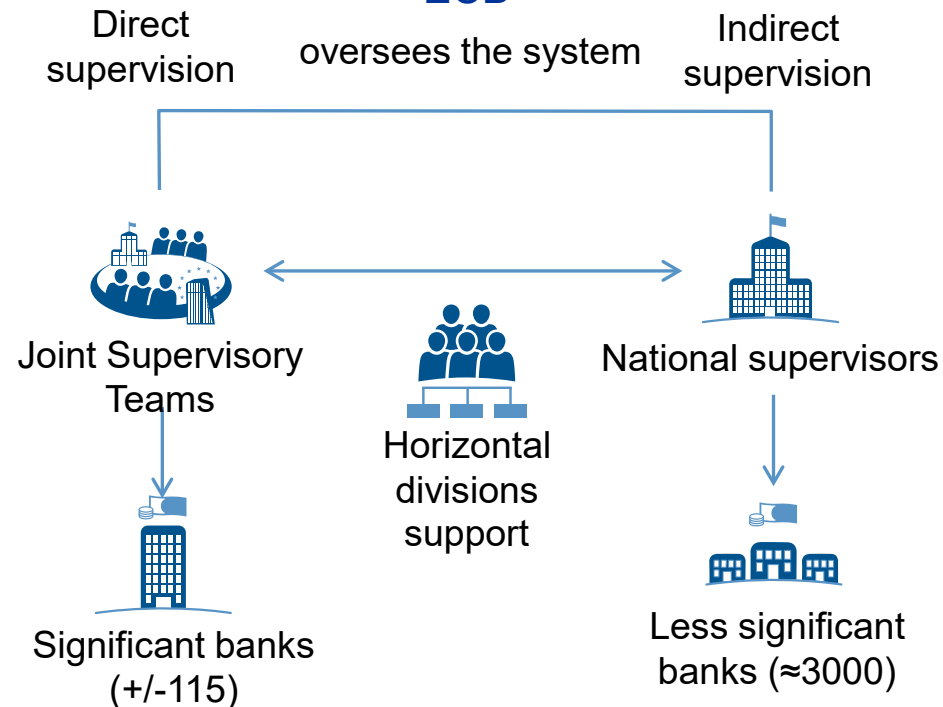 Direct
supervision
ECB
oversees the system
Indirect
supervision
Joint Supervisory
Teams
National supervisors
Horizontal
divisions
support
Significant banks
(+/-115)
Less significant
banks (≈3000)